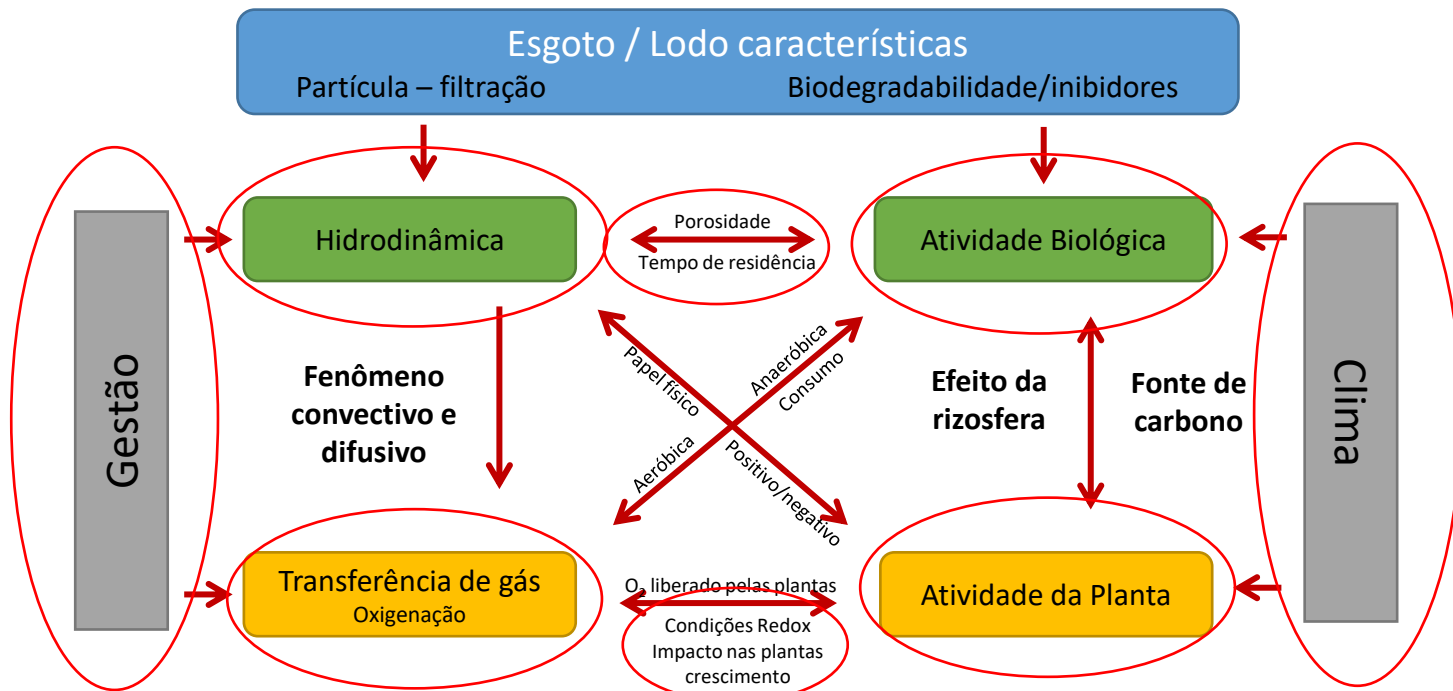 Esgoto / Lodo características
Partícula – filtração
Biodegradabilidade/inibidores
Gestão
Hidrodinâmica
Porosidade
Tempo de residência
Atividade Biológica
Clima
Fenômeno
convectivo e
difusivo
Papel físico
Anaeróbica
Consumo
Aeróbica
Positivo/negativo
Efeito da
rizosfera
Fonte de
carbono
Transferência de gás
Oxigenação
O₂ liberado pelas plantas
Condições Redox
Impacto nas plantas
crescimento
Atividade da Planta